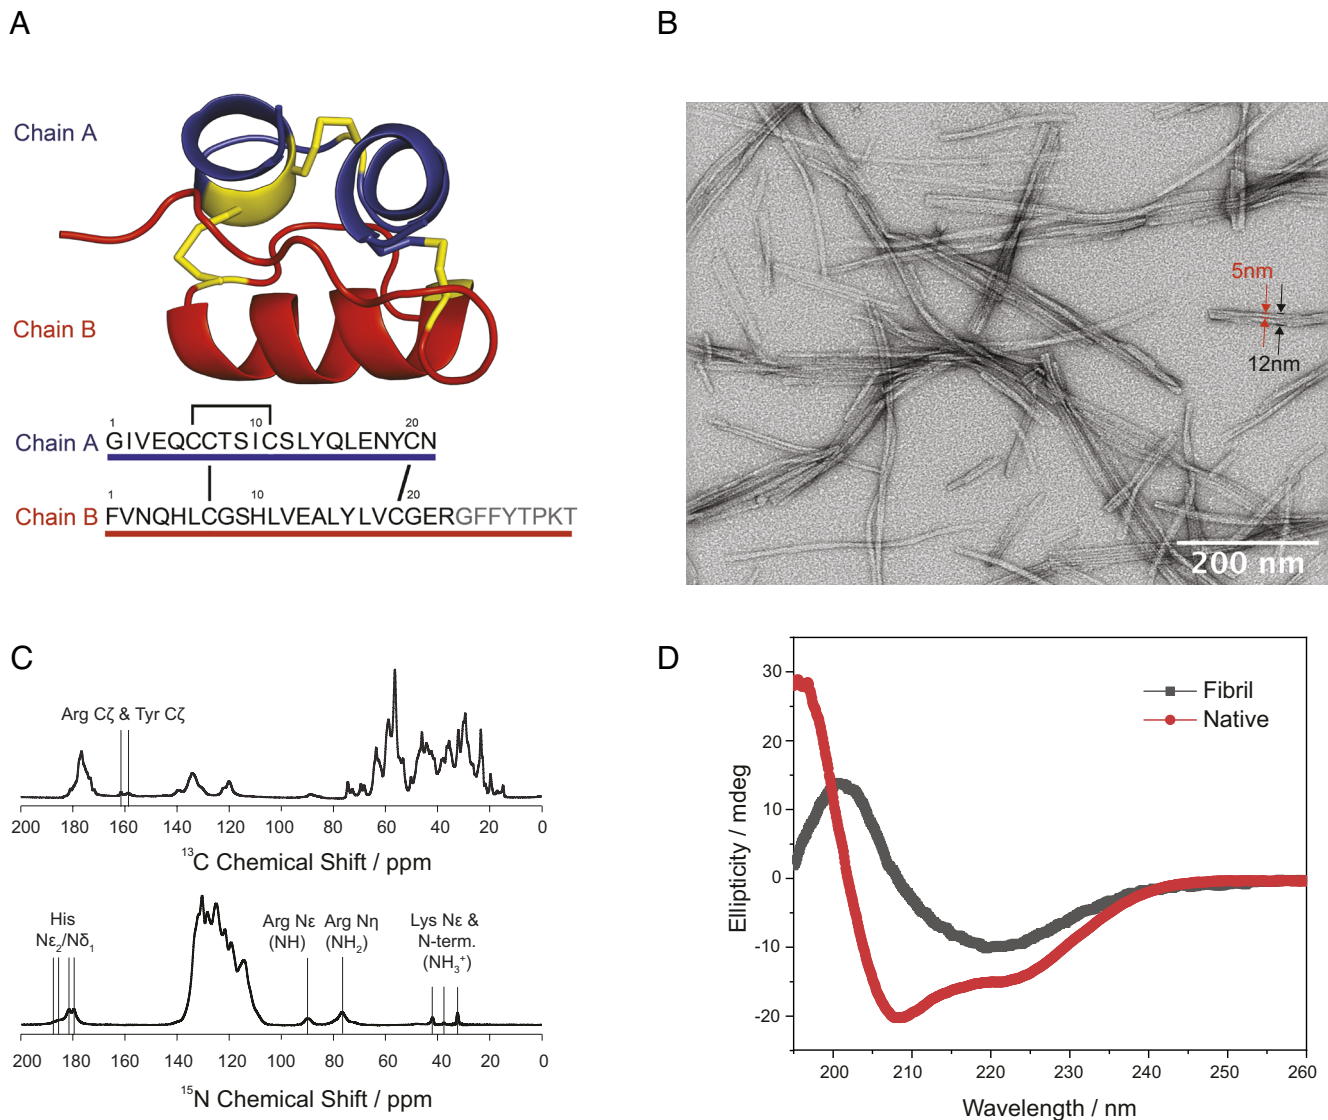 A
Chain A
Chain B
1 10 20
Chain A GIVEQCCTSICSLYQLENYCN
1 10 20
Chain B FVNQHLCGSHLVEALYLVCGERGFFYTPKT
B
5nm
12nm
200 nm
C
Arg Cζ & Tyr Cζ
200 180 160 140 120 100 80 60 40 20 0
¹³C Chemical Shift / ppm
His
Nε₂/Nδ₁
Arg Nε
(NH)
Arg Nη
(NH₂)
Lys Nε &
N-term.
(NH₃⁺)
200 180 160 140 120 100 80 60 40 20 0
¹⁵N Chemical Shift / ppm
D
Ellipticity / mdeg
30
20
10
0
-10
-20
Fibril
Native
200 210 220 230 240 250 260
Wavelength / nm